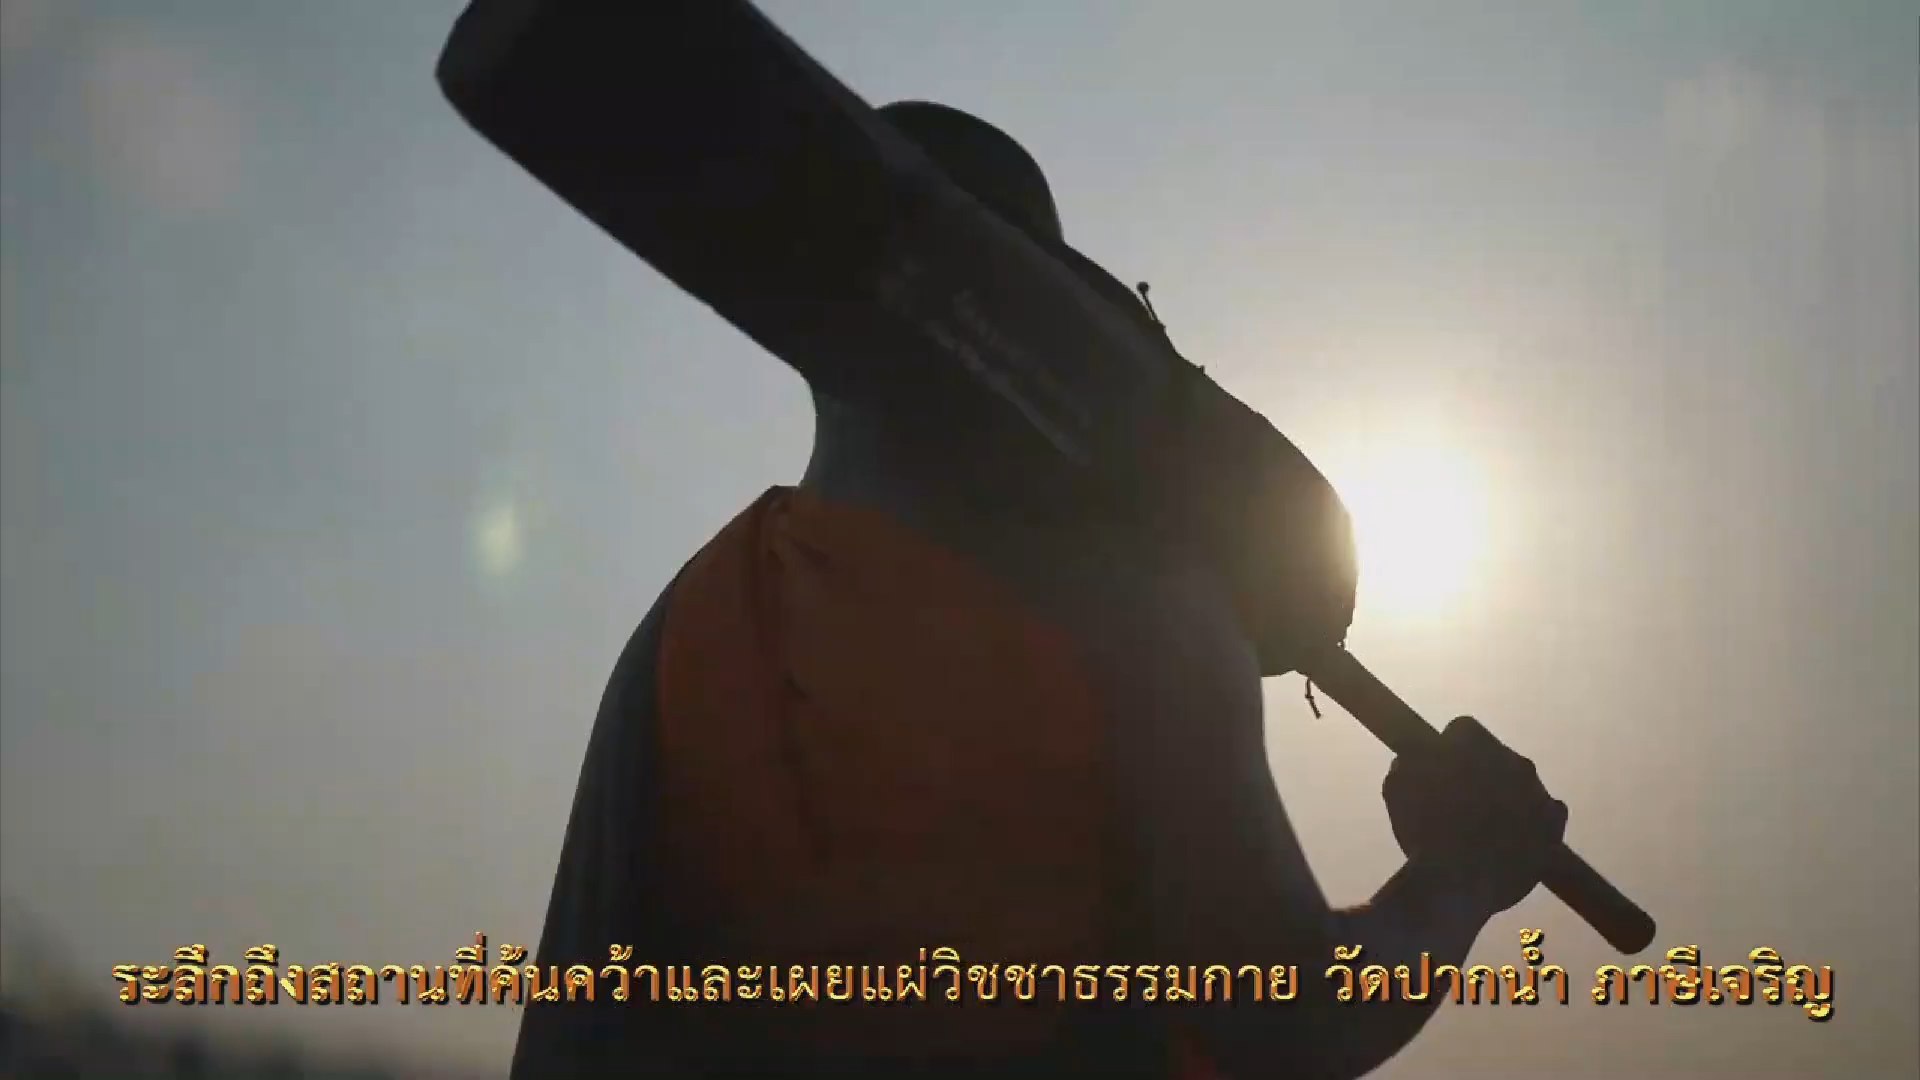 ระลึกถึงสถานที่ค้นคว้าและเผยแผ่วิชชาธรรมกาย วัดปากน้ำ ภาษีเจริญ